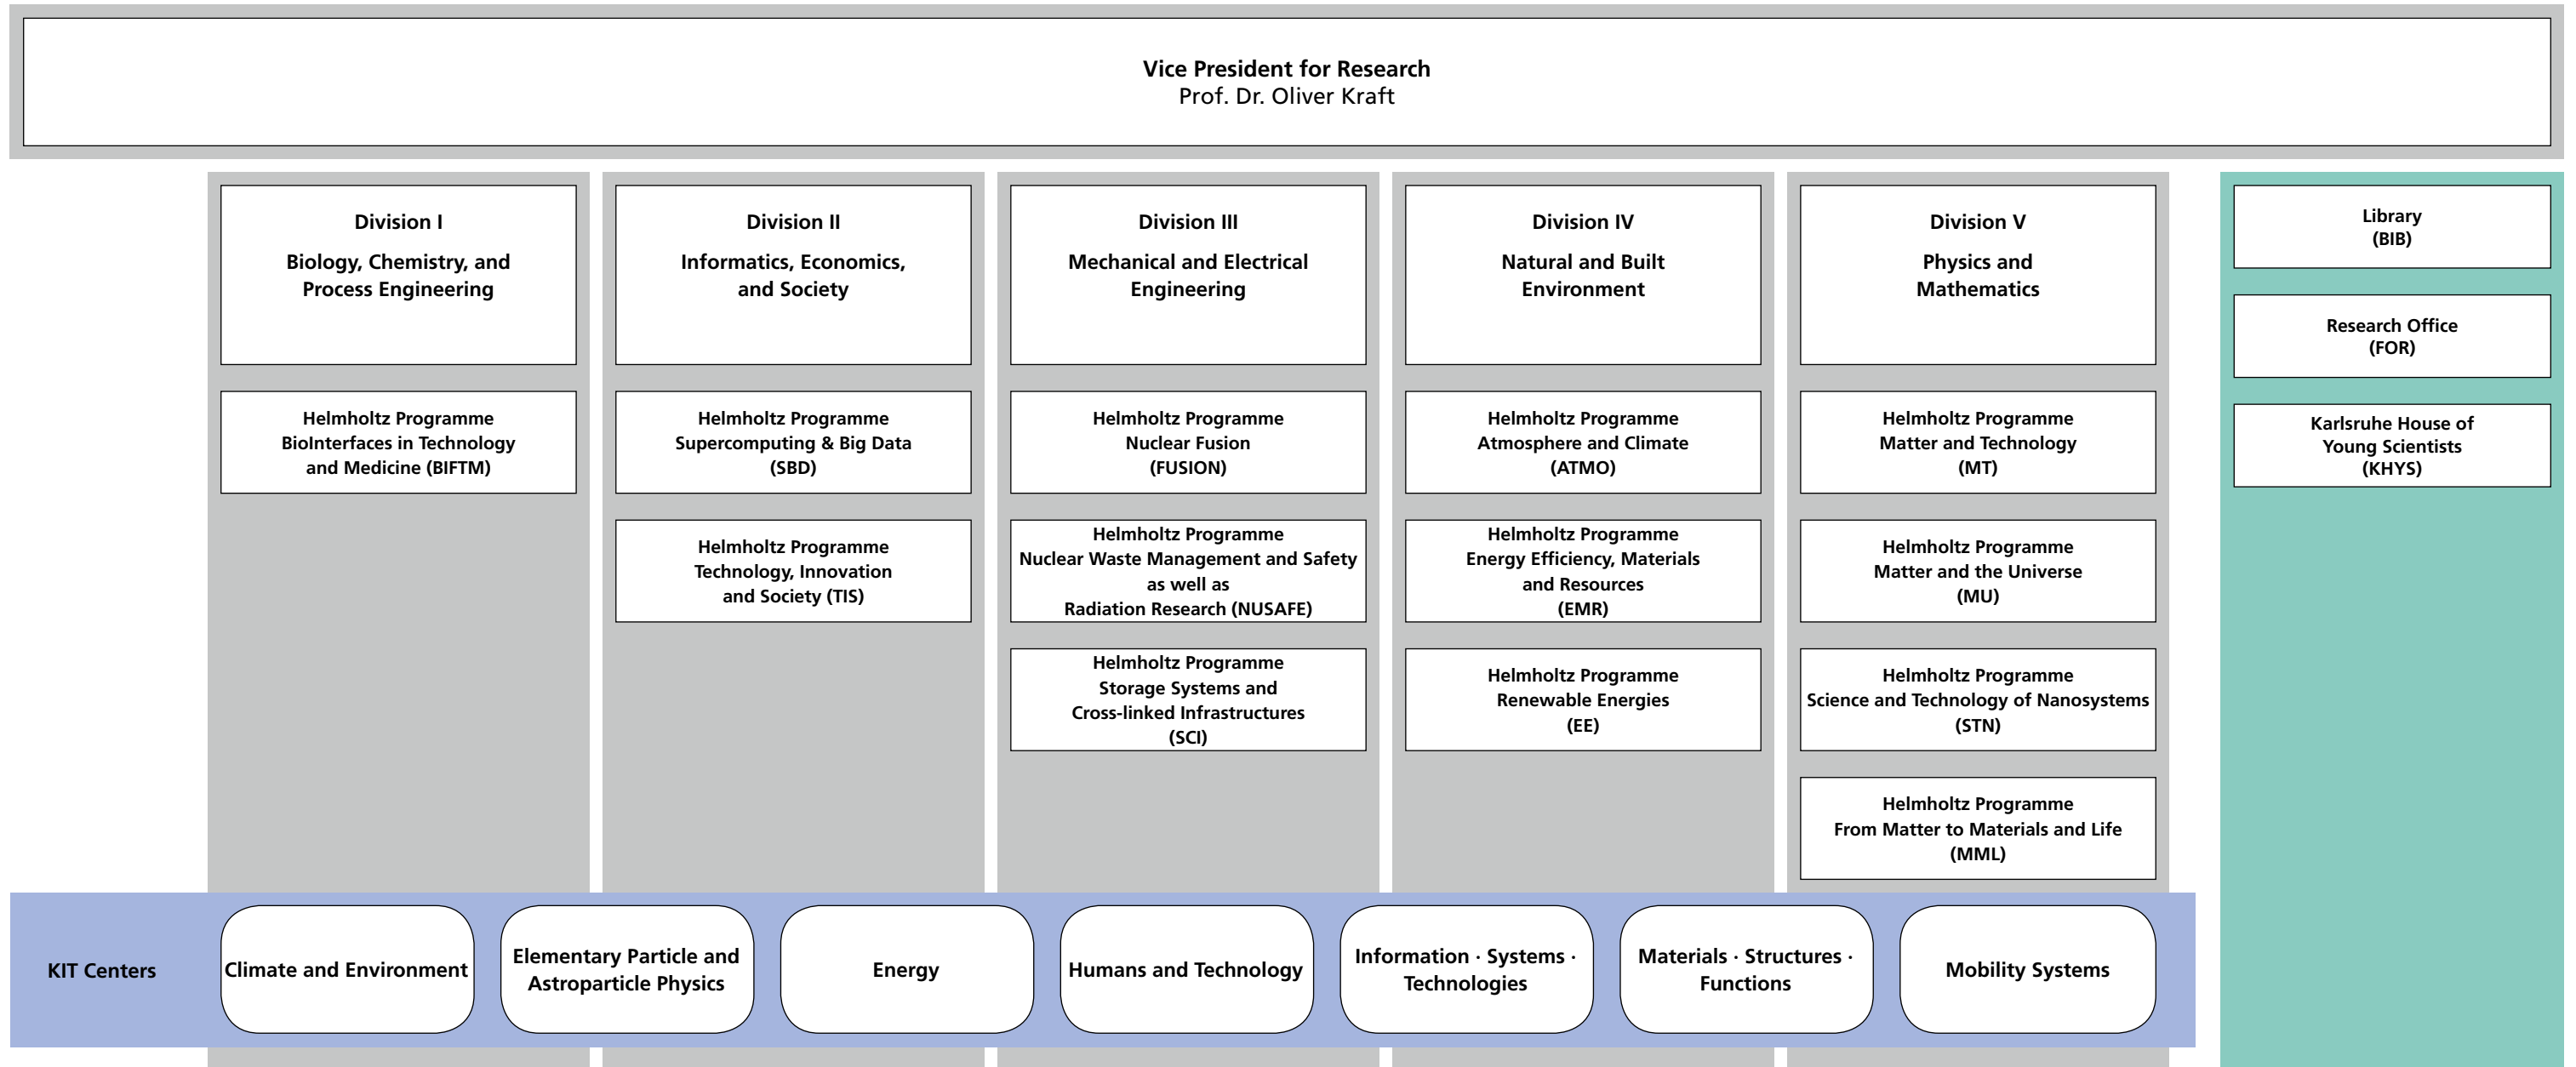 Vice President for Research
Prof. Dr. Oliver Kraft
Division I
Biology, Chemistry, and
Process Engineering
Helmholtz Programme
BioInterfaces in Technology
and Medicine (BIFTM)
Division II
Informatics, Economics,
and Society
Helmholtz Programme
Supercomputing & Big Data
(SBD)
Helmholtz Programme
Technology, Innovation
and Society (TIS)
Division III
Mechanical and Electrical
Engineering
Helmholtz Programme
Nuclear Fusion
(FUSION)
Helmholtz Programme
Nuclear Waste Management and Safety
as well as
Radiation Research (NUSAFE)
Helmholtz Programme
Storage Systems and
Cross-linked Infrastructures
(SCI)
Division IV
Natural and Built
Environment
Helmholtz Programme
Atmosphere and Climate
(ATMO)
Helmholtz Programme
Energy Efficiency, Materials
and Resources
(EMR)
Helmholtz Programme
Renewable Energies
(EE)
Division V
Physics and
Mathematics
Helmholtz Programme
Matter and Technology
(MT)
Helmholtz Programme
Matter and the Universe
(MU)
Helmholtz Programme
Science and Technology of Nanosystems
(STN)
Helmholtz Programme
From Matter to Materials and Life
(MML)
Library
(BIB)
Research Office
(FOR)
Karlsruhe House of
Young Scientists
(KHYS)
KIT Centers
Climate and Environment
Elementary Particle and
Astroparticle Physics
Energy
Humans and Technology
Information · Systems ·
Technologies
Materials · Structures ·
Functions
Mobility Systems